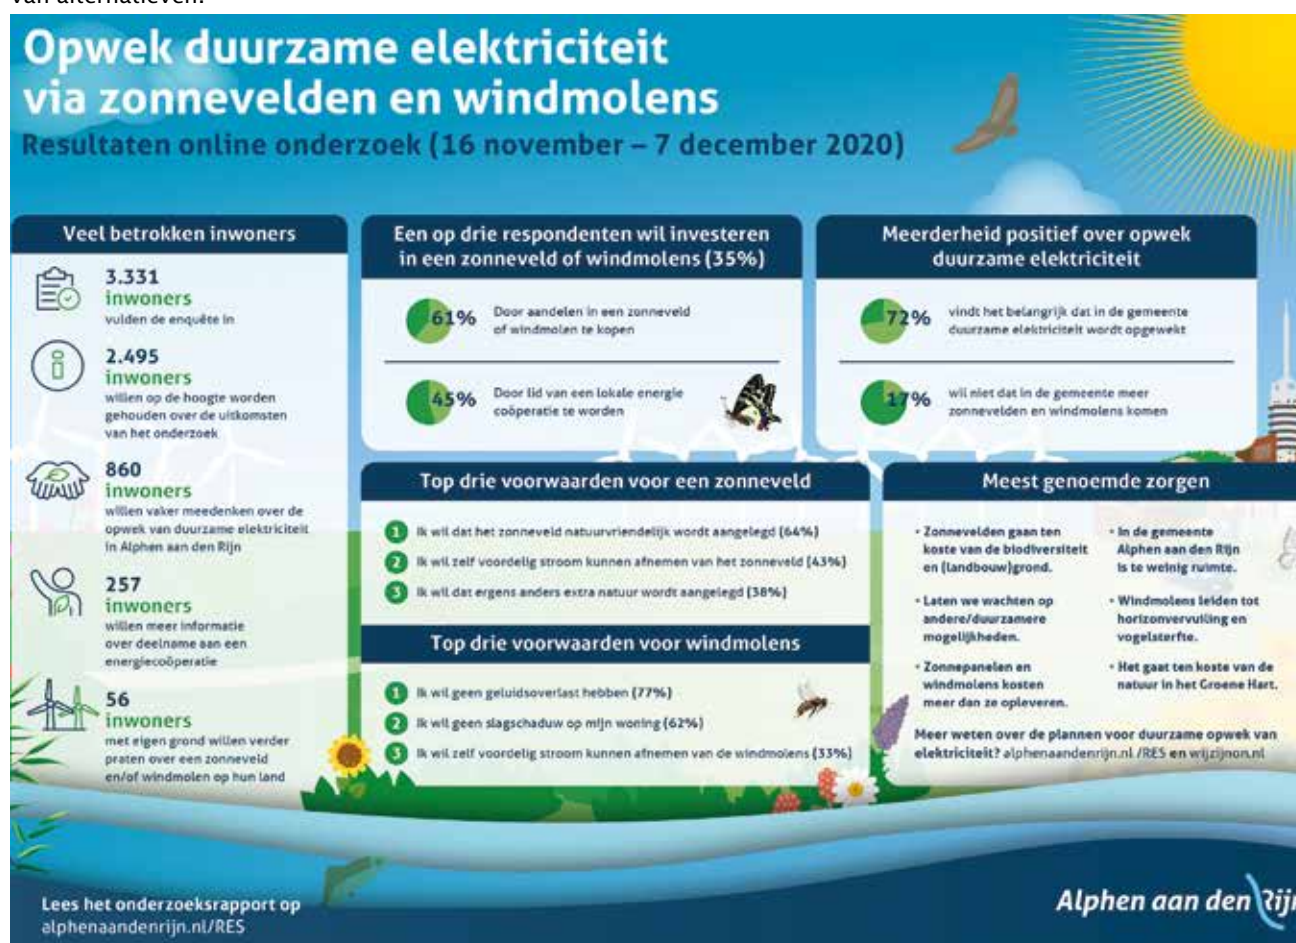 van alternatieven.
Opwek duurzame elektriciteit
via zonnevelden en windmolens
Resultaten online onderzoek (16 november – 7 december 2020)
Veel betrokken inwoners
3.331
inwoners
vulden de enquête in
2.495
inwoners
willen op de hoogte worden
gehouden over de uitkomsten
van het onderzoek
860
inwoners
willen vaker meedenken over de
opwek van duurzame elektriciteit
in Alphen aan den Rijn
257
inwoners
willen meer informatie
over deelname aan een
energiecoöperatie
56
inwoners
met eigen grond willen verder
praten over een zonneveld
en/of windmolen op hun land
Een op drie respondenten wil investeren
in een zonneveld of windmolens (35%)
61%
Door aandelen in een zonneveld
of windmolen te kopen
45%
Door lid van een lokale energie
coöperatie te worden
Meerderheid positief over opwek
duurzame elektriciteit
72%
vindt het belangrijk dat in de gemeente
duurzame elektriciteit wordt opgewekt
17%
wil niet dat in de gemeente meer
zonnevelden en windmolens komen
Top drie voorwaarden voor een zonneveld
1 Ik wil dat het zonneveld natuurvriendelijk wordt aangelegd (64%)
2 Ik wil zelf voordelig stroom kunnen afnemen van het zonneveld (43%)
3 Ik wil dat ergens anders extra natuur wordt aangelegd (38%)
Top drie voorwaarden voor windmolens
1 Ik wil geen geluidsoverlast hebben (77%)
2 Ik wil geen slagschaduw op mijn woning (62%)
3 Ik wil zelf voordelig stroom kunnen afnemen van de windmolens (33%)
Meest genoemde zorgen
• Zonnevelden gaan ten
koste van de biodiversiteit
en (landbouw)grond.
• Laten we wachten op
andere/duurzamere
mogelijkheden.
• Zonnepanelen en
windmolens kosten
meer dan ze opleveren.
• In de gemeente
Alphen aan den Rijn
is te weinig ruimte.
• Windmolens leiden tot
horizonvervuiling en
vogelsterfte.
• Het gaat ten koste van de
natuur in het Groene Hart.
Meer weten over de plannen voor duurzame opwek van
elektriciteit? alphenaandenrijn.nl /RES en wijzijnon.nl
Lees het onderzoeksrapport op
alphenaandenrijn.nl/RES
Alphen aan den Rijn